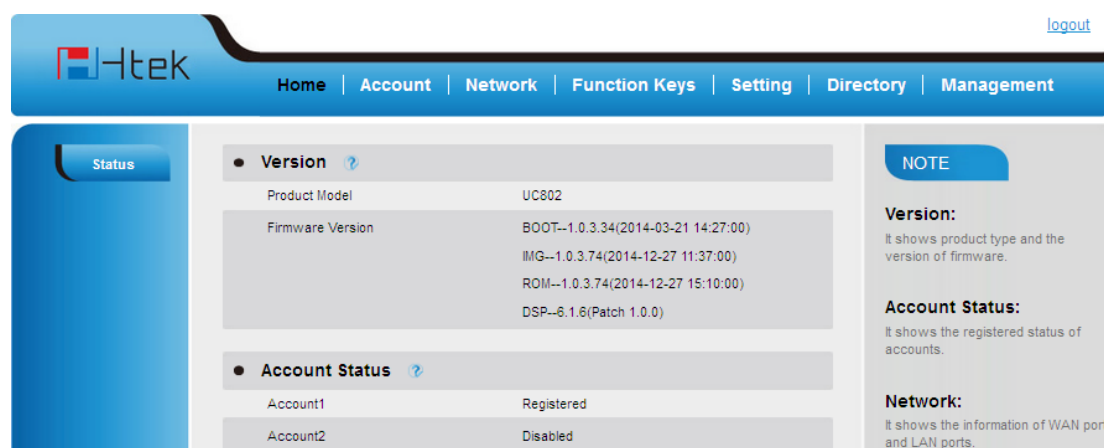 logout
Htek
Home | Account | Network | Function Keys | Setting | Directory | Management
Status
Version ?
Product Model UC802
Firmware Version BOOT--1.0.3.34(2014-03-21 14:27:00)
IMG--1.0.3.74(2014-12-27 11:37:00)
ROM--1.0.3.74(2014-12-27 15:10:00)
DSP--6.1.6(Patch 1.0.0)
Account Status ?
Account1 Registered
Account2 Disabled
NOTE
Version:
It shows product type and the
version of firmware.
Account Status:
It shows the registered status of
accounts.
Network:
It shows the information of WAN por
and LAN ports.